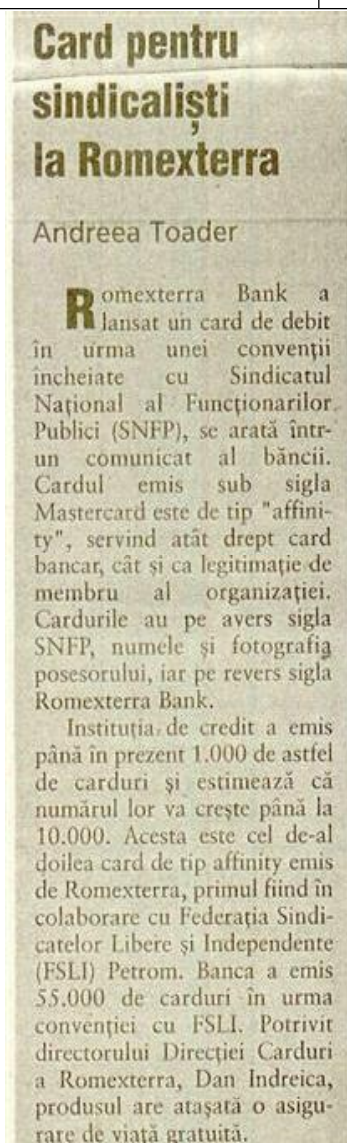 Card pentru
sindicaliști
la Romexterra
Andreea Toader
Romexterra Bank a
lansat un card de debit
în urma unei convenții
încheiate cu Sindicatul
Național al Funcționarilor
Publici (SNFP), se arată într-
un comunicat al băncii.
Cardul emis sub sigla
Mastercard este de tip "affini-
ty", servind atât drept card
bancar, cât și ca legitimație de
membru al organizației.
Cardurile au pe avers sigla
SNFP, numele și fotografia
posesorului, iar pe revers sigla
Romexterra Bank.
Instituția de credit a emis
până în prezent 1.000 de astfel
de carduri și estimează că
numărul lor va crește până la
10.000. Acesta este cel de-al
doilea card de tip affinity emis
de Romexterra, primul fiind în
colaborare cu Federația Sindi-
catelor Libere și Independente
(FSLI) Petrom. Banca a emis
55.000 de carduri în urma
convenției cu FSLI. Potrivit
directorului Direcției Carduri
a Romexterra, Dan Indreica,
produsul are atașată o asigu-
rare de viață gratuită.